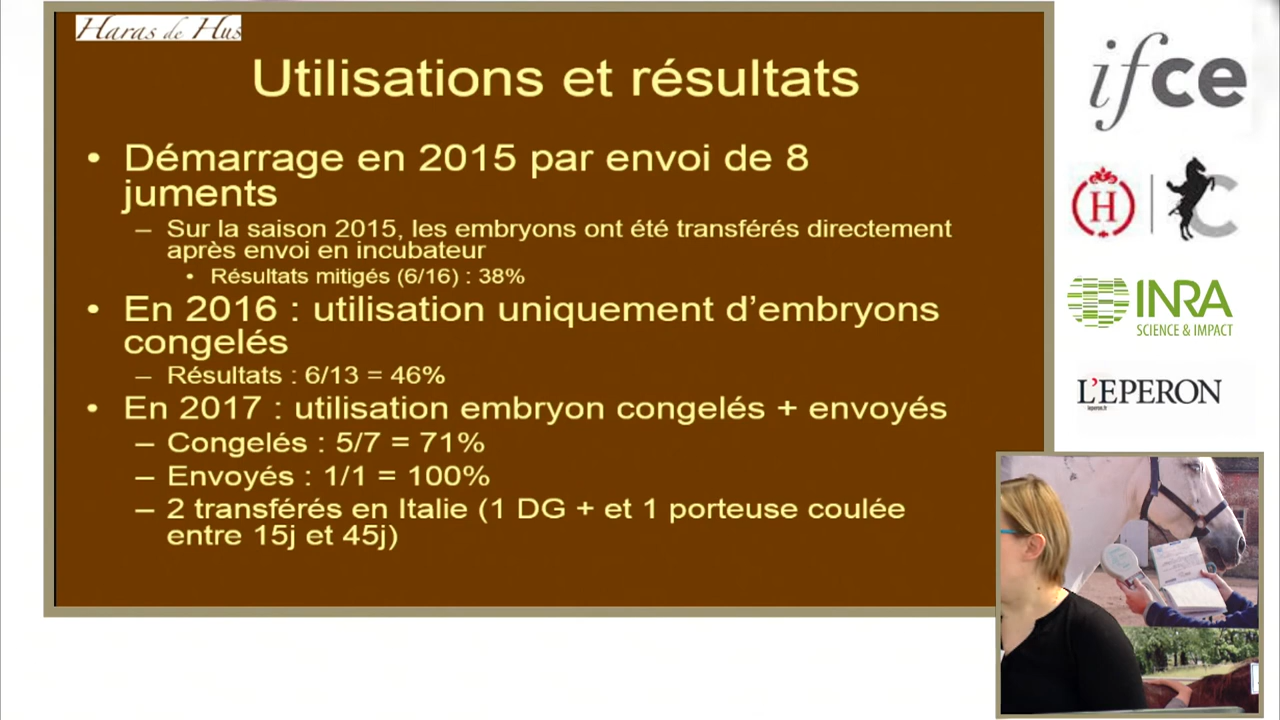 Haras de Hus
Utilisations et résultats
• Démarrage en 2015 par envoi de 8
juments
– Sur la saison 2015, les embryons ont été transférés directement
après envoi en incubateur
• Résultats mitigés (6/16) : 38%
• En 2016 : utilisation uniquement d’embryons
congelés
– Résultats : 6/13 = 46%
• En 2017 : utilisation embryon congelés + envoyés
– Congelés : 5/7 = 71%
– Envoyés : 1/1 = 100%
– 2 transférés en Italie (1 DG + et 1 porteuse coulée
entre 15j et 45j)
ifce
H
C
INRA
SCIENCE & IMPACT
L'EPERON
leperon.fr